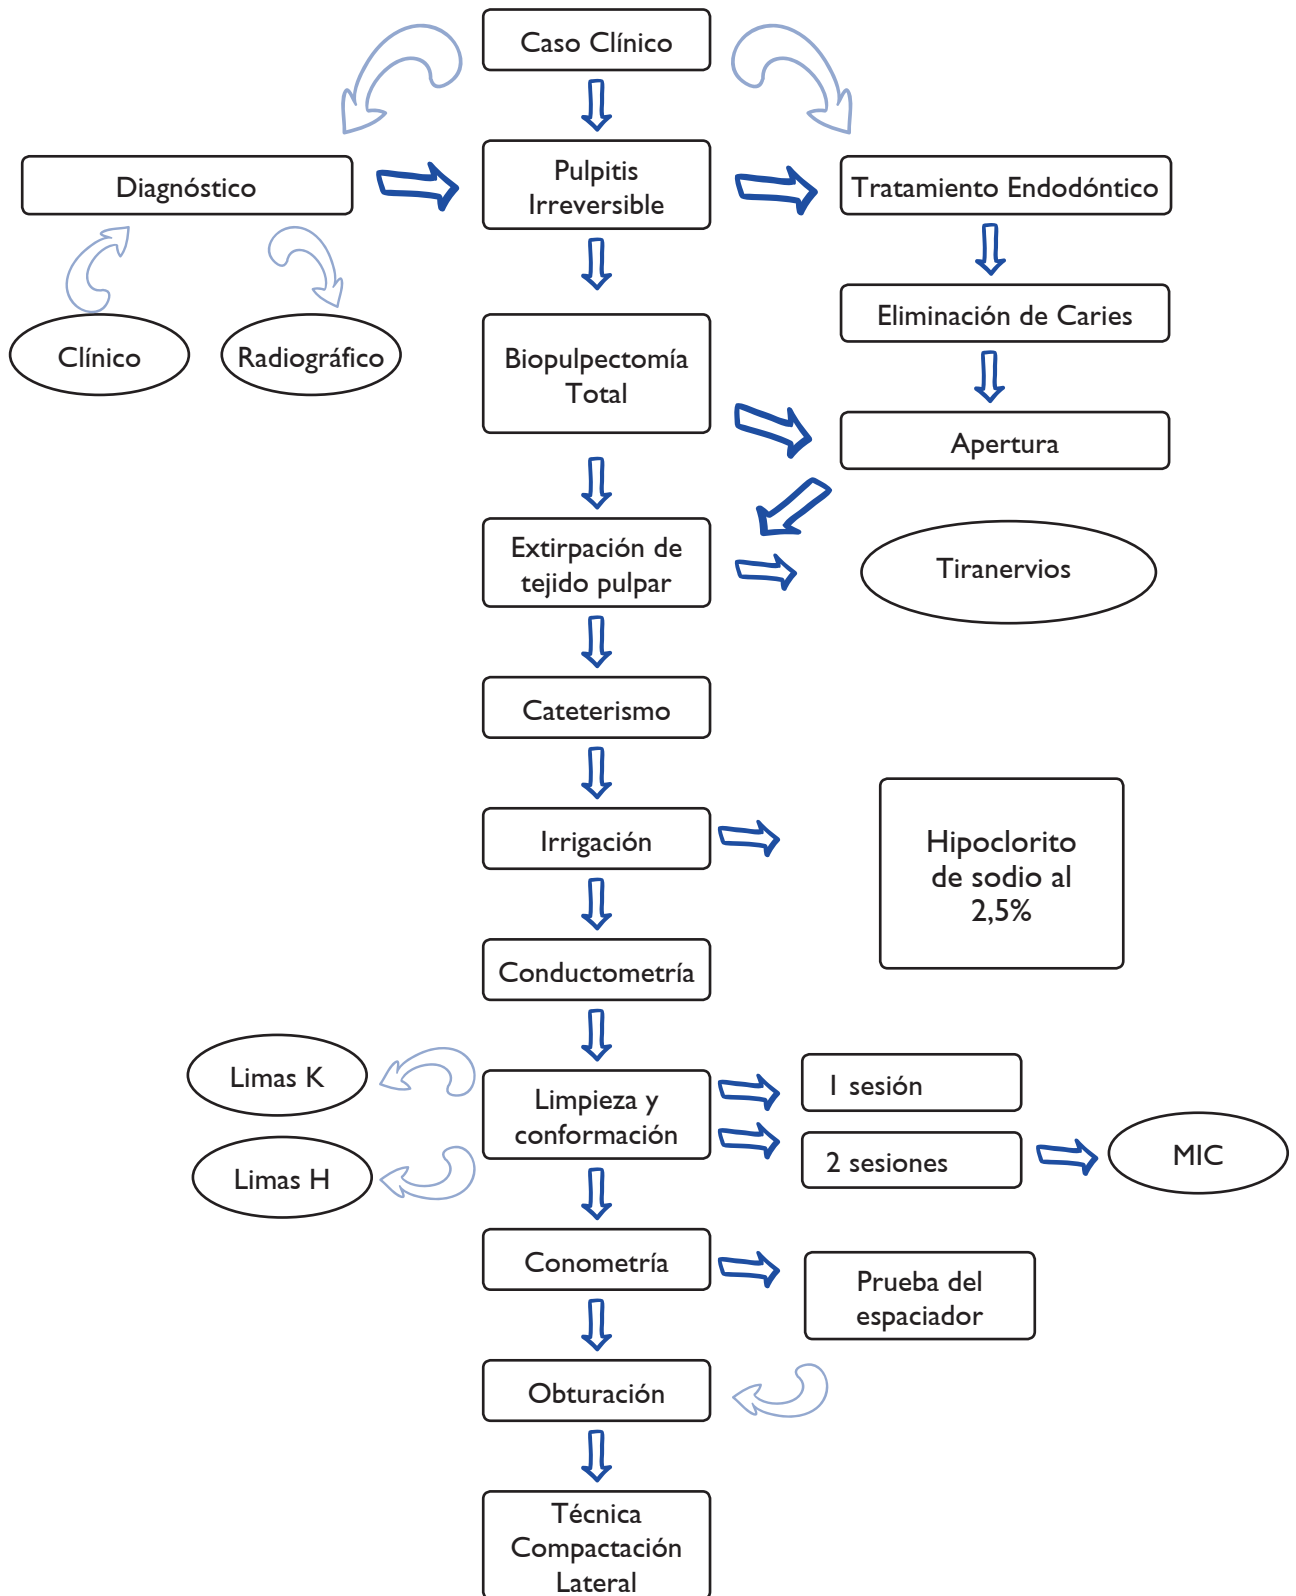 Caso Clínico
Diagnóstico
Pulpitis
Irreversible
Tratamiento Endodóntico
Clínico
Radiográfico
Eliminación de Caries
Biopulpectomía
Total
Apertura
Extirpación de
tejido pulpar
Tiranervios
Cateterismo
Irrigación
Hipoclorito
de sodio al
2,5%
Conductometría
Limas K
Limas H
Limpieza y
conformación
1 sesión
2 sesiones
MIC
Conometría
Prueba del
espaciador
Obturación
Técnica
Compactación
Lateral